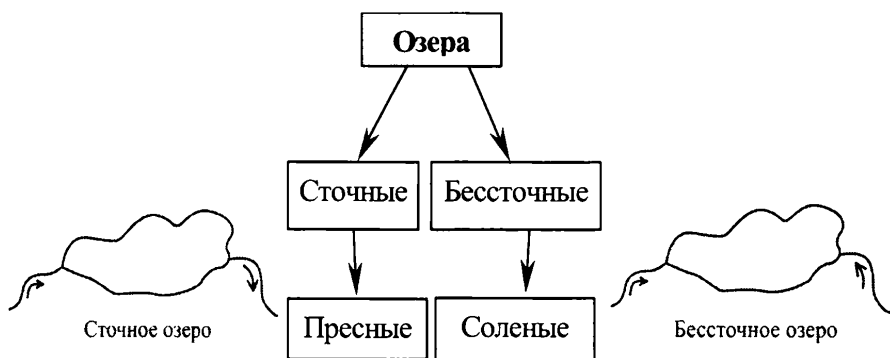 Озера
Сточные
Бессточные
Сточное озеро
Пресные
Соленые
Бессточное озеро